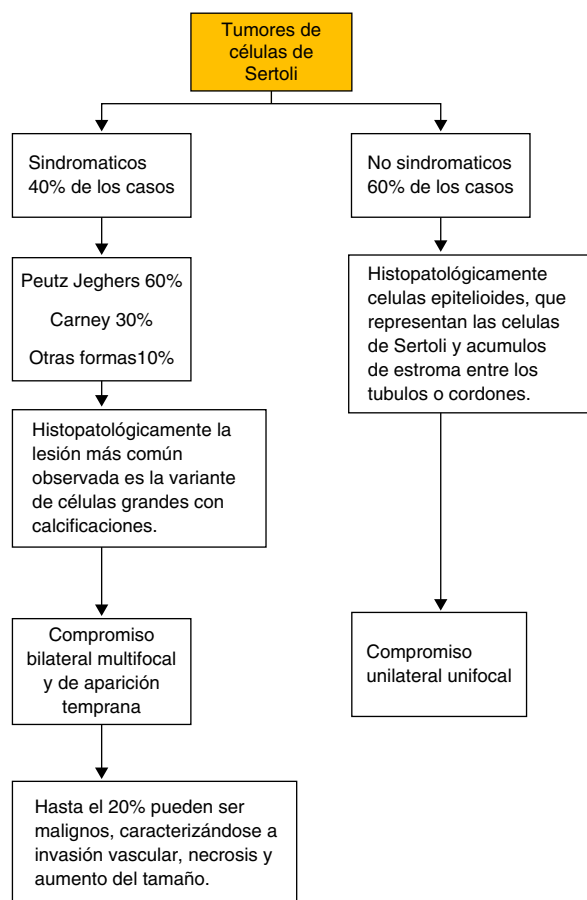 Tumores de
células de
Sertoli
Sindromaticos
40% de los casos
No sindromaticos
60% de los casos
Peutz Jeghers 60%
Carney 30%
Otras formas10%
Histopatológicamente
celulas epitelioides, que
representan las celulas
de Sertoli y acumulos
de estroma entre los
tubulos o cordones.
Histopatológicamente la
lesión más común
observada es la variante
de células grandes con
calcificaciones.
Compromiso
bilateral multifocal
y de aparición
temprana
Compromiso
unilateral unifocal
Hasta el 20% pueden ser
malignos, caracterizándose a
invasión vascular, necrosis y
aumento del tamaño.